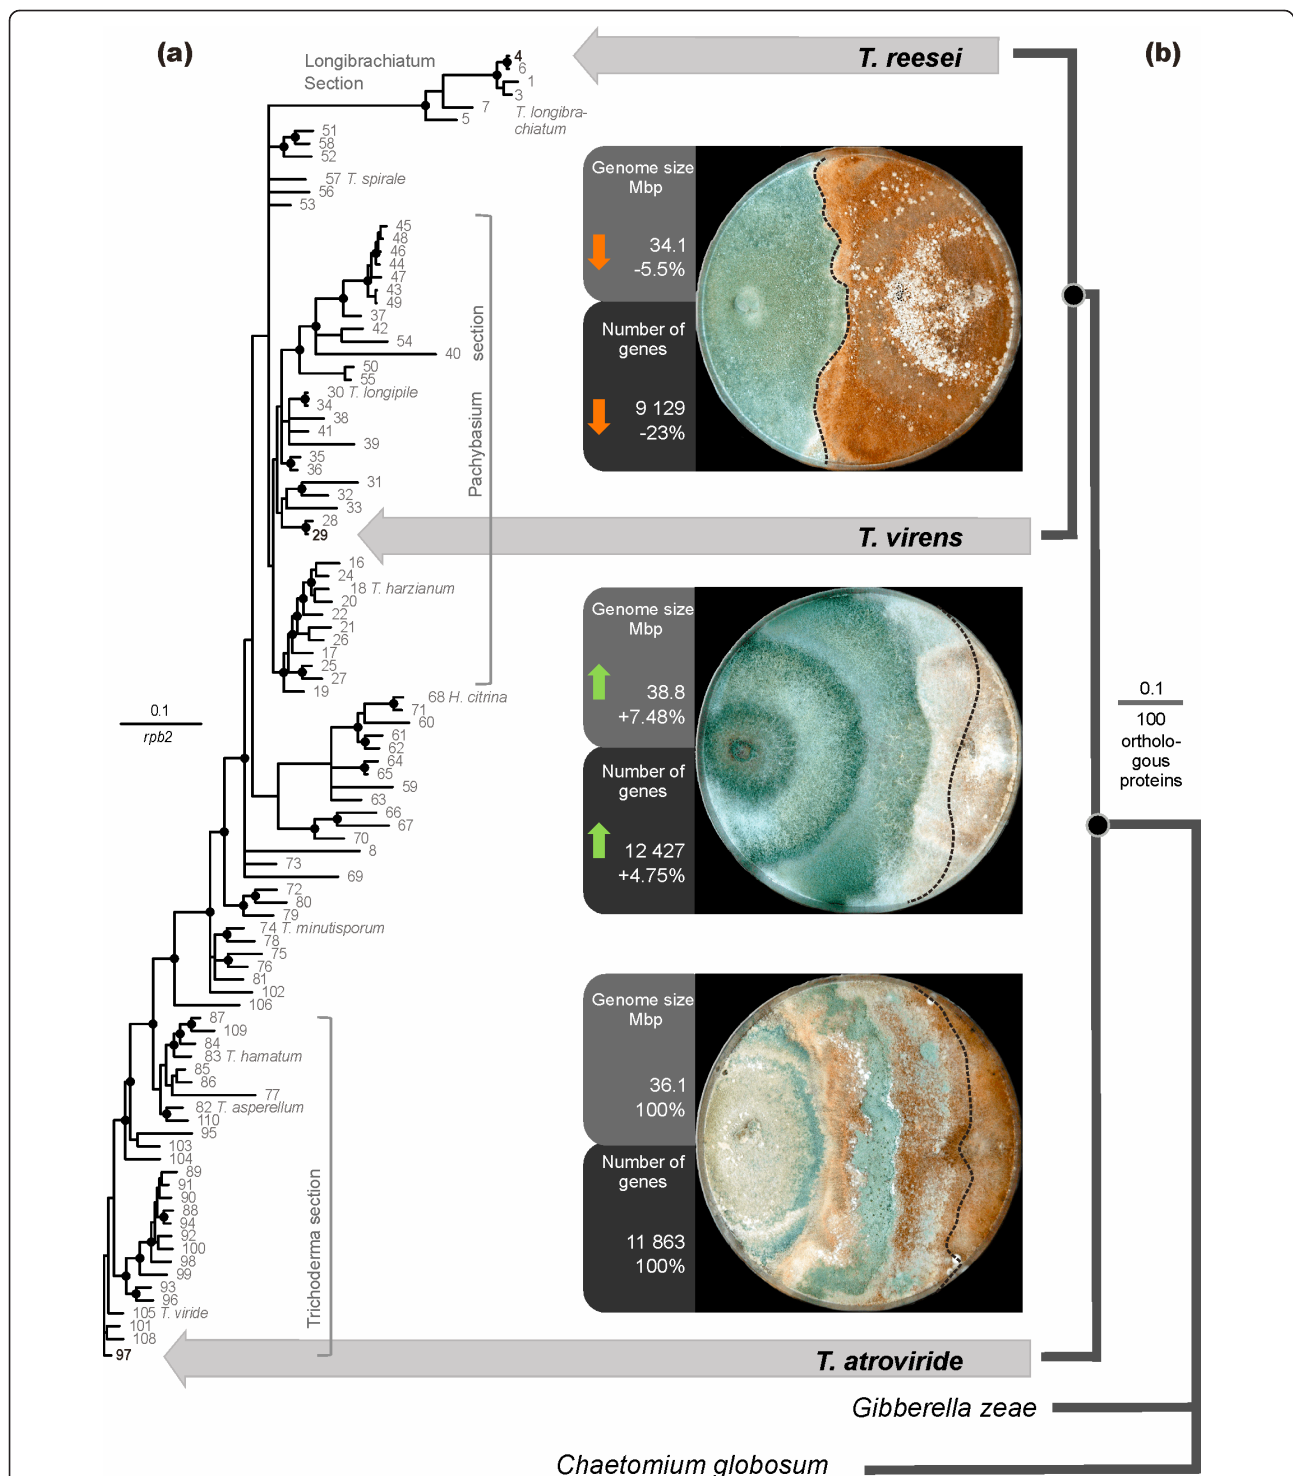 (a)
(b)
Longibrachiatum
Section
T. reesei
4
6
1
3
T. longibra-
chiatum
7
5
51
58
52
57 T. spirale
56
53
Genome size
Mbp
34.1
-5.5%
Number of
genes
9 129
-23%
45
48
46
44
47
43
49
37
42
54
40
50
55
30 T. longipile
34
38
41
39
35
36
31
32
33
28
29
Pachybasium section
T. virens
16
24
18 T. harzianum
20
22
21
26
17
25
27
19
Genome size
Mbp
38.8
+7.48%
Number of
genes
12 427
+4.75%
0.1
rpb2
0.1
100
ortholo-
gous
proteins
68 H. citrina
71
60
61
62
64
65
59
63
66
67
70
8
73
69
72
80
79
74 T. minutisporum
78
75
76
81
102
106
Genome size
Mbp
36.1
100%
Number of
genes
11 863
100%
87
109
84
83 T. hamatum
85
86
77
82 T. asperellum
110
95
103
104
89
91
90
88
94
92
100
98
99
93
96
105 T. viride
101
108
97
Trichoderma section
T. atroviride
Gibberella zeae
Chaetomium globosum